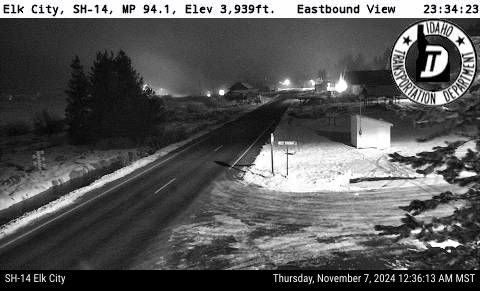 Elk City, SH-14, MP 94.1, Elev 3,939ft. Eastbound View 23:34:23
IDAHO
TRANSPORTATION DEPARTMENT
SH-14 Elk City Thursday, November 7, 2024 12:36:13 AM MST